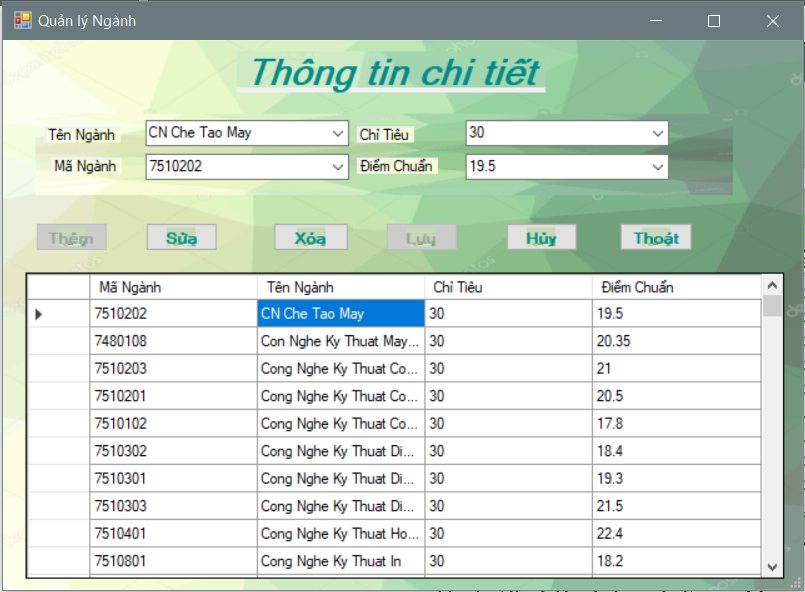 Quản lý Ngành
Thông tin chi tiết
Tên Ngành CN Che Tao May Chỉ Tiêu 30
Mã Ngành 7510202 Điểm Chuẩn 19.5
Thêm Sửa Xóa Lưu Hủy Thoát
Mã Ngành Tên Ngành Chỉ Tiêu Điểm Chuẩn
7510202 CN Che Tao May 30 19.5
7480108 Con Nghe Ky Thuat May... 30 20.35
7510203 Cong Nghe Ky Thuat Co... 30 21
7510201 Cong Nghe Ky Thuat Co... 30 20.5
7510102 Cong Nghe Ky Thuat Co... 30 17.8
7510302 Cong Nghe Ky Thuat Di... 30 18.4
7510301 Cong Nghe Ky Thuat Di... 30 19.3
7510303 Cong Nghe Ky Thuat Di... 30 21.5
7510401 Cong Nghe Ky Thuat Ho... 30 22.4
7510801 Cong Nghe Ky Thuat In 30 18.2